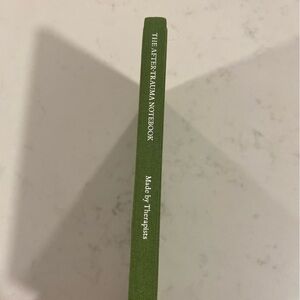 THE AFTER-TRAUMA NOTEBOOK
Made by Therapists